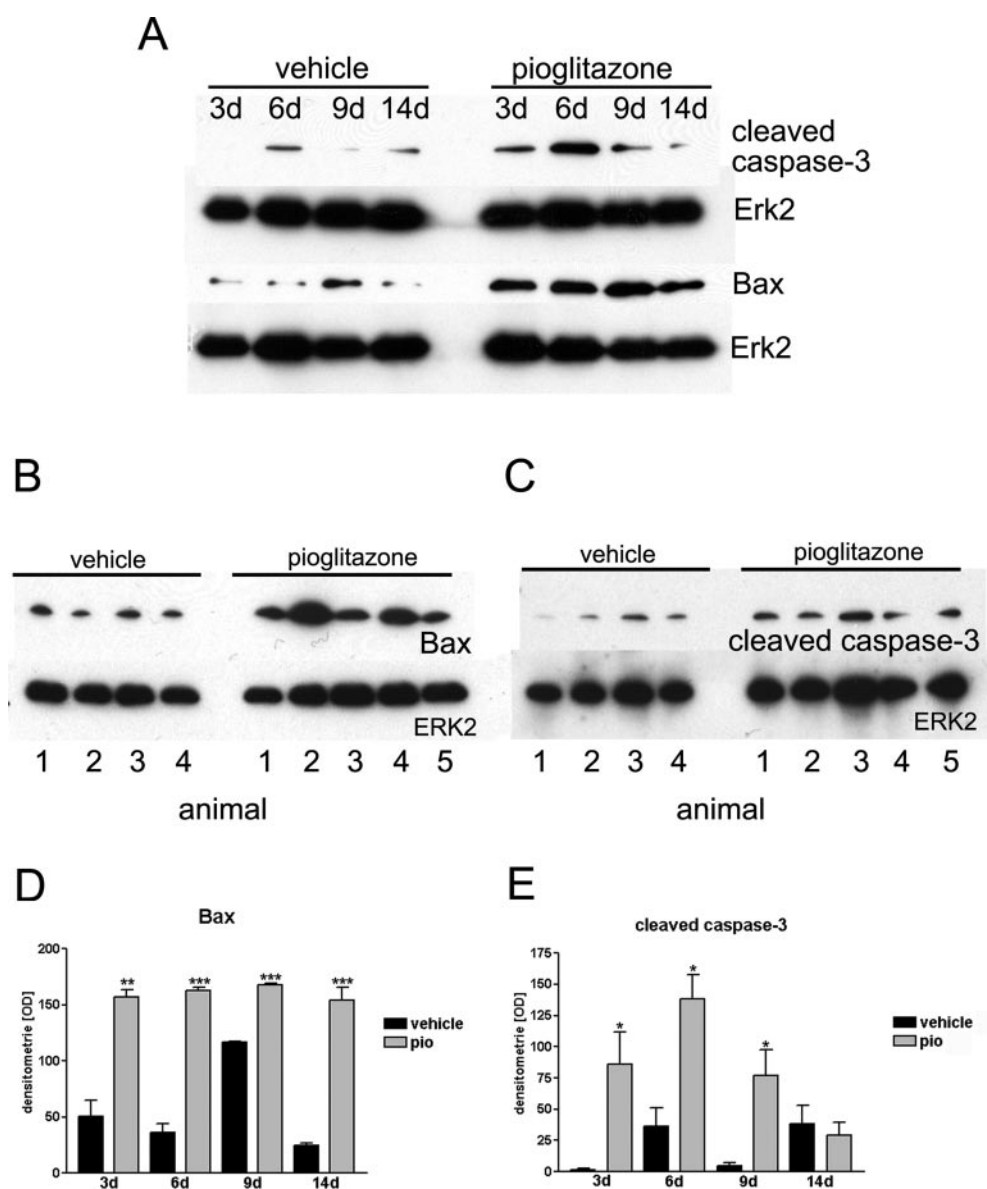 A
vehicle pioglitazone
3d 6d 9d 14d 3d 6d 9d 14d
cleaved
caspase-3
Erk2
Bax
Erk2
B
vehicle pioglitazone
Bax
ERK2
1 2 3 4 1 2 3 4 5
animal
C
vehicle pioglitazone
cleaved caspase-3
ERK2
1 2 3 4 1 2 3 4 5
animal
D
Bax
densitometrie [OD]
200
150
100
50
0
** *** *** ***
3d 6d 9d 14d
vehicle
pio
E
cleaved caspase-3
densitometrie [OD]
175
150
125
100
75
50
25
0
* * *
3d 6d 9d 14d
vehicle
pio